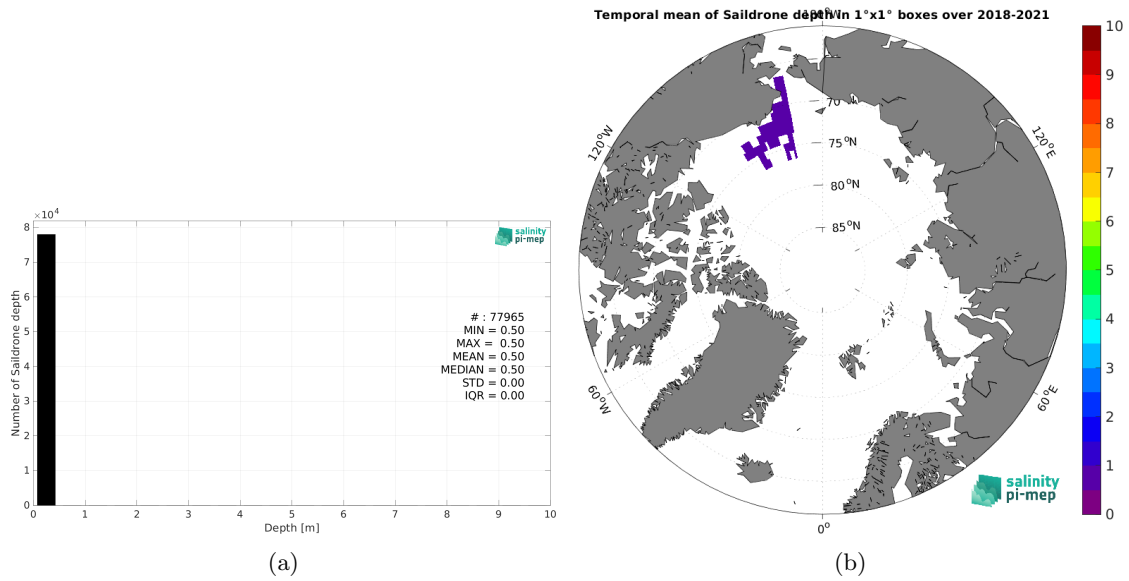 ×10⁴
8
7
6
5
4
3
2
1
0
Number of Saildrone depth
0 1 2 3 4 5 6 7 8 9 10
Depth [m]
salinity
pi-mep
# : 77965
MIN = 0.50
MAX = 0.50
MEAN = 0.50
MEDIAN = 0.50
STD = 0.00
IQR = 0.00
(a)
Temporal mean of Saildrone depth in 1°x1° boxes over 2018-2021
180°W
120°W
120°E
70°N
75°N
80°N
85°N
60°W
60°E
0°
10
9
8
7
6
5
4
3
2
1
0
salinity
pi-mep
(b)